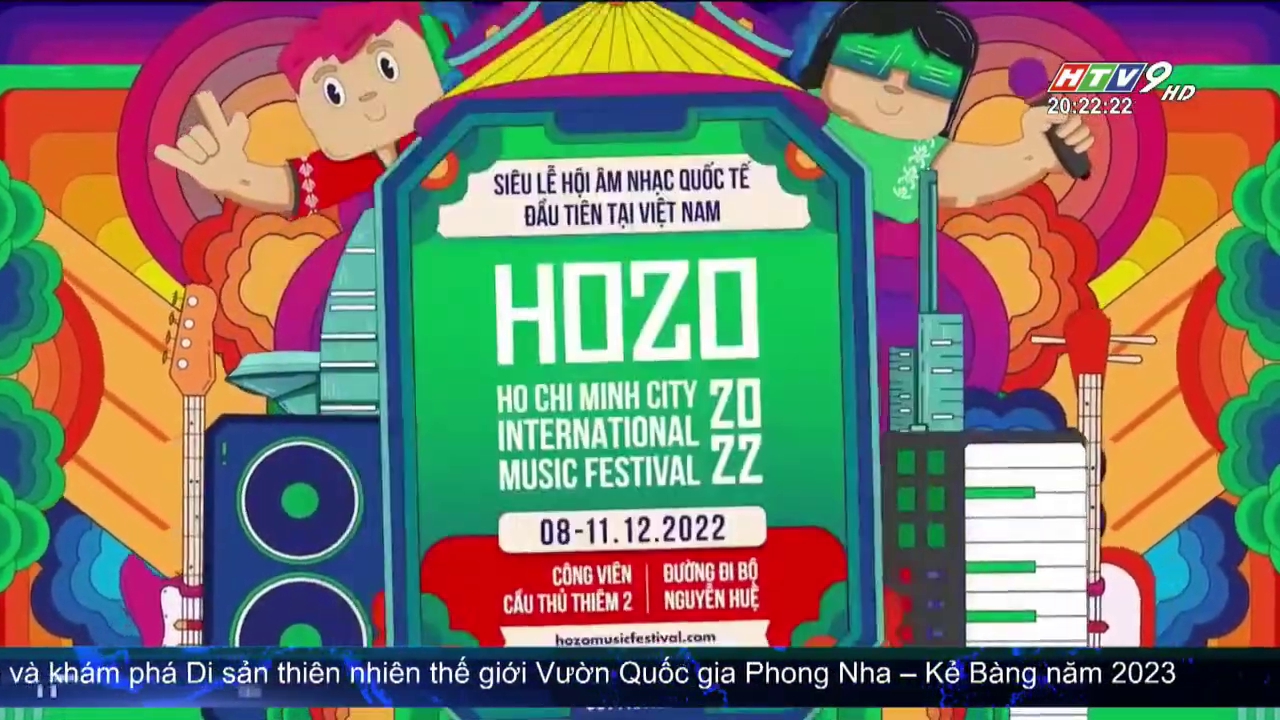 HTV9 HD
20:22:22
SIÊU LỄ HỘI ÂM NHẠC QUỐC TẾ
ĐẦU TIÊN TẠI VIỆT NAM
HOZO
HO CHI MINH CITY
INTERNATIONAL
MUSIC FESTIVAL
20
22
08-11.12.2022
CÔNG VIÊN
CẦU THỦ THIÊM 2
ĐƯỜNG ĐI BỘ
NGUYỄN HUỆ
hozomusicfestival.com
và khám phá Di sản thiên nhiên thế giới Vườn Quốc gia Phong Nha – Kẻ Bàng năm 2023